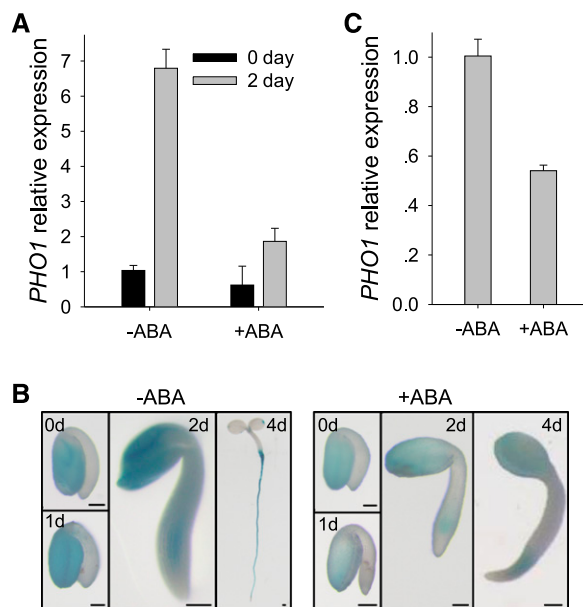 A
PHO1 relative expression
7
6
5
4
3
2
1
0
0 day
2 day
-ABA
+ABA
C
PHO1 relative expression
1.0
.8
.6
.4
.2
0.0
-ABA
+ABA
B
-ABA
+ABA
0d
2d
4d
1d
0d
2d
4d
1d